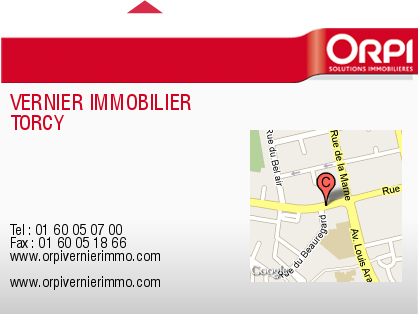 ORPI
SOLUTIONS IMMOBILIÈRES
VERNIER IMMOBILIER
TORCY
Tel : 01 60 05 07 00
Fax : 01 60 05 18 66
www.orpivernierimmo.com
www.orpivernierimmo.com
Rue du Bel air
Rue de la Marne
C
Rue
Rue du Beauregard
Av. Louis Ara
Google